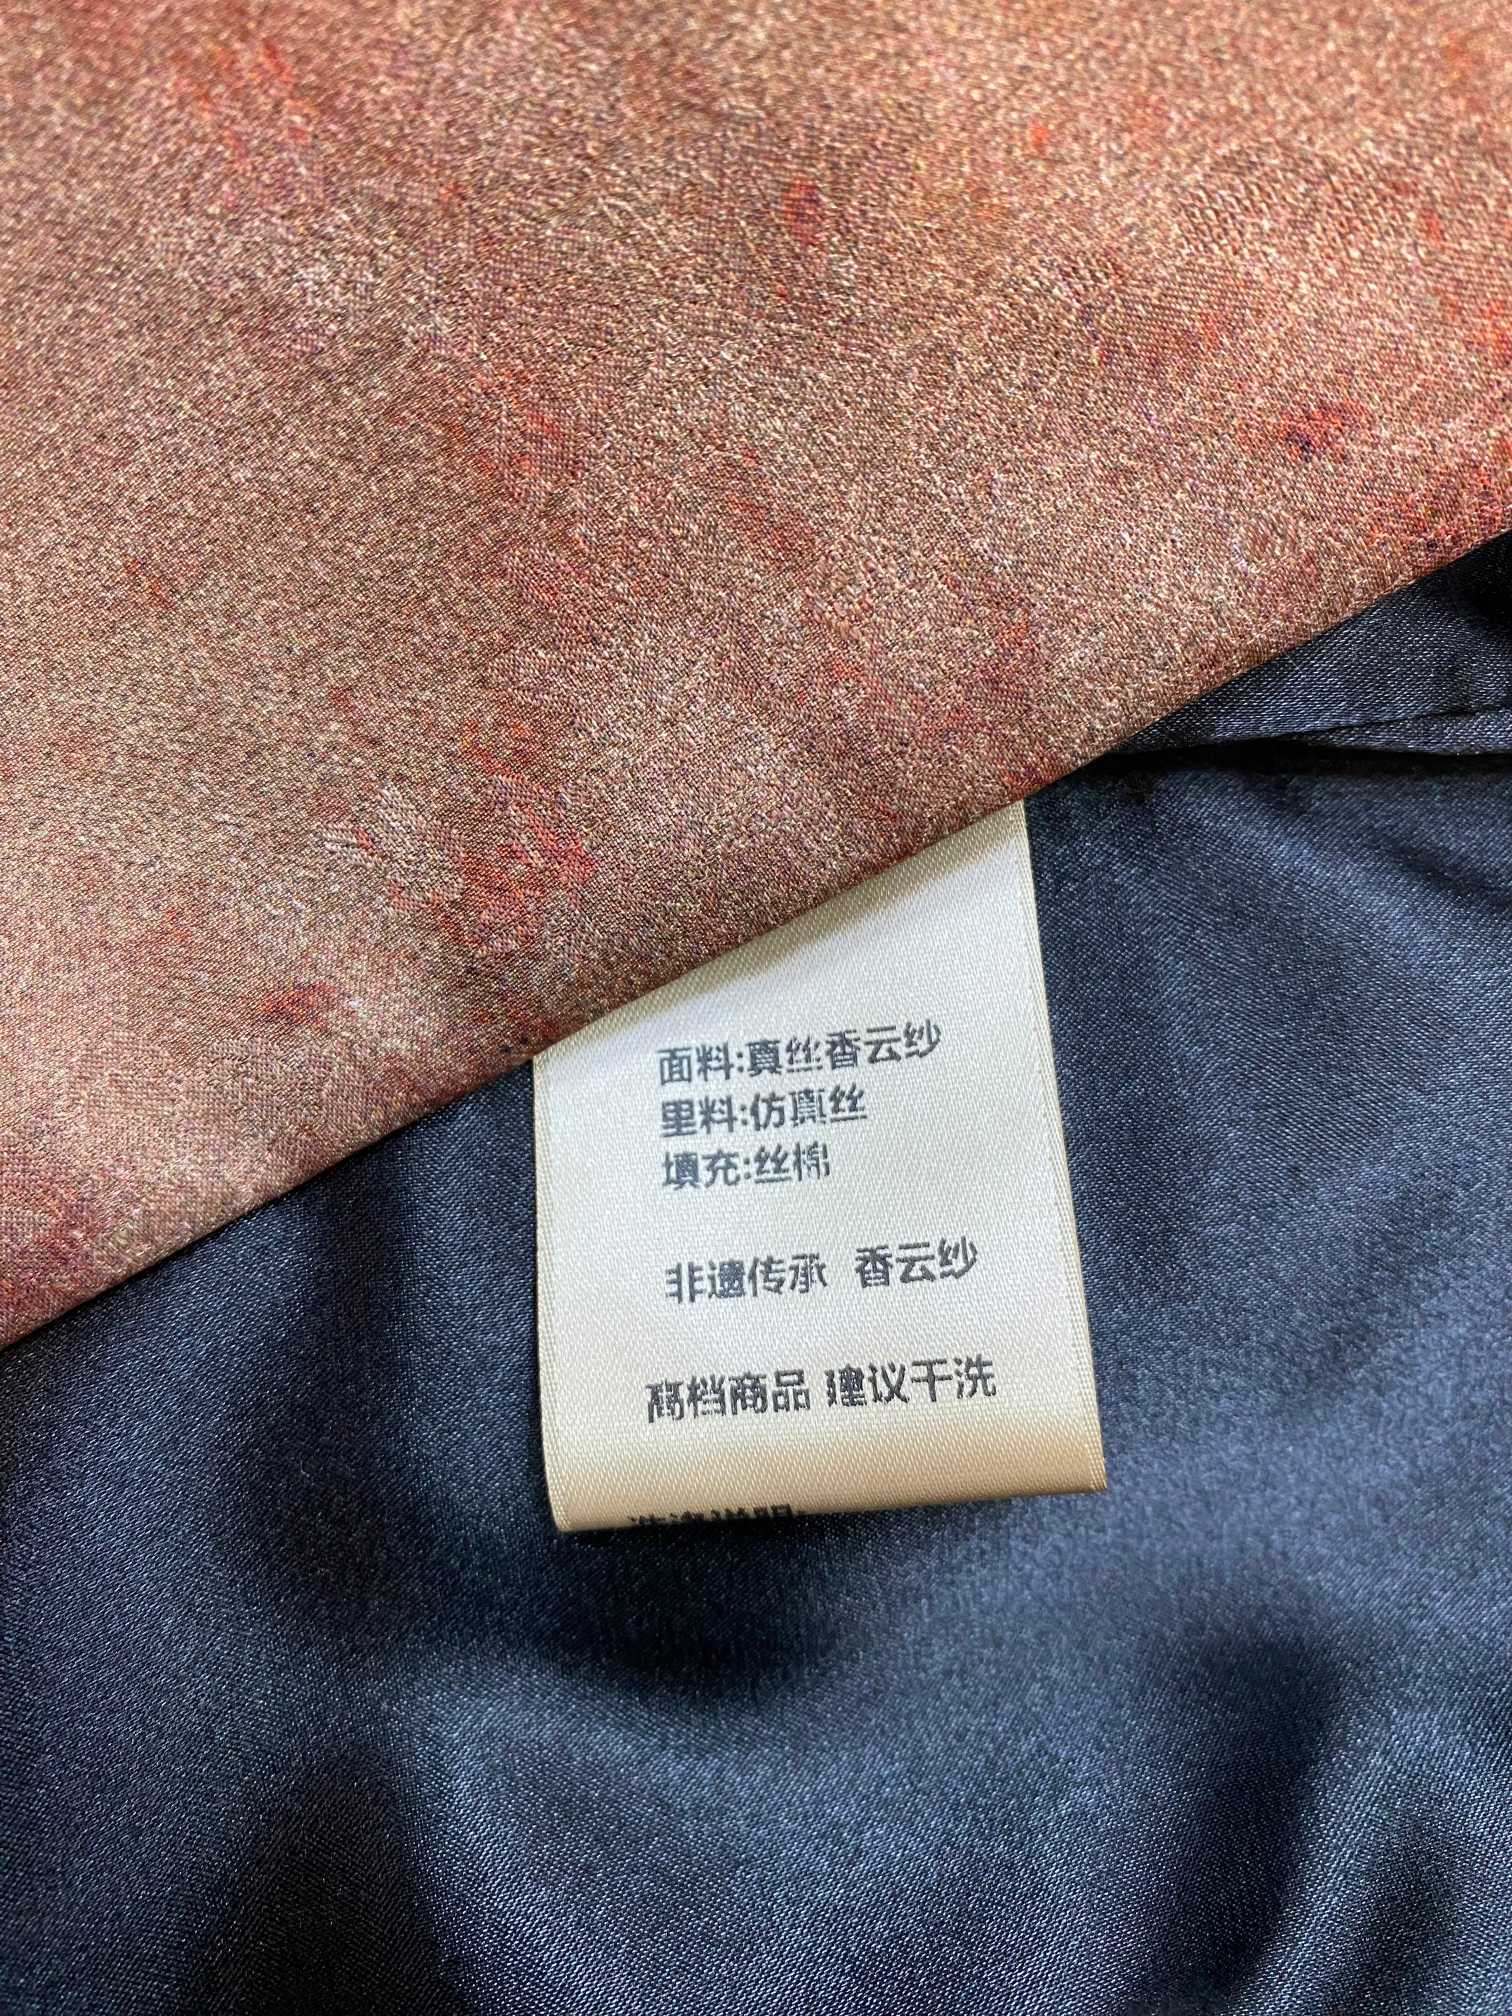 面料:真丝香云纱
里料:仿真丝
填充:丝棉
非遗传承 香云纱
高档商品 建议干洗